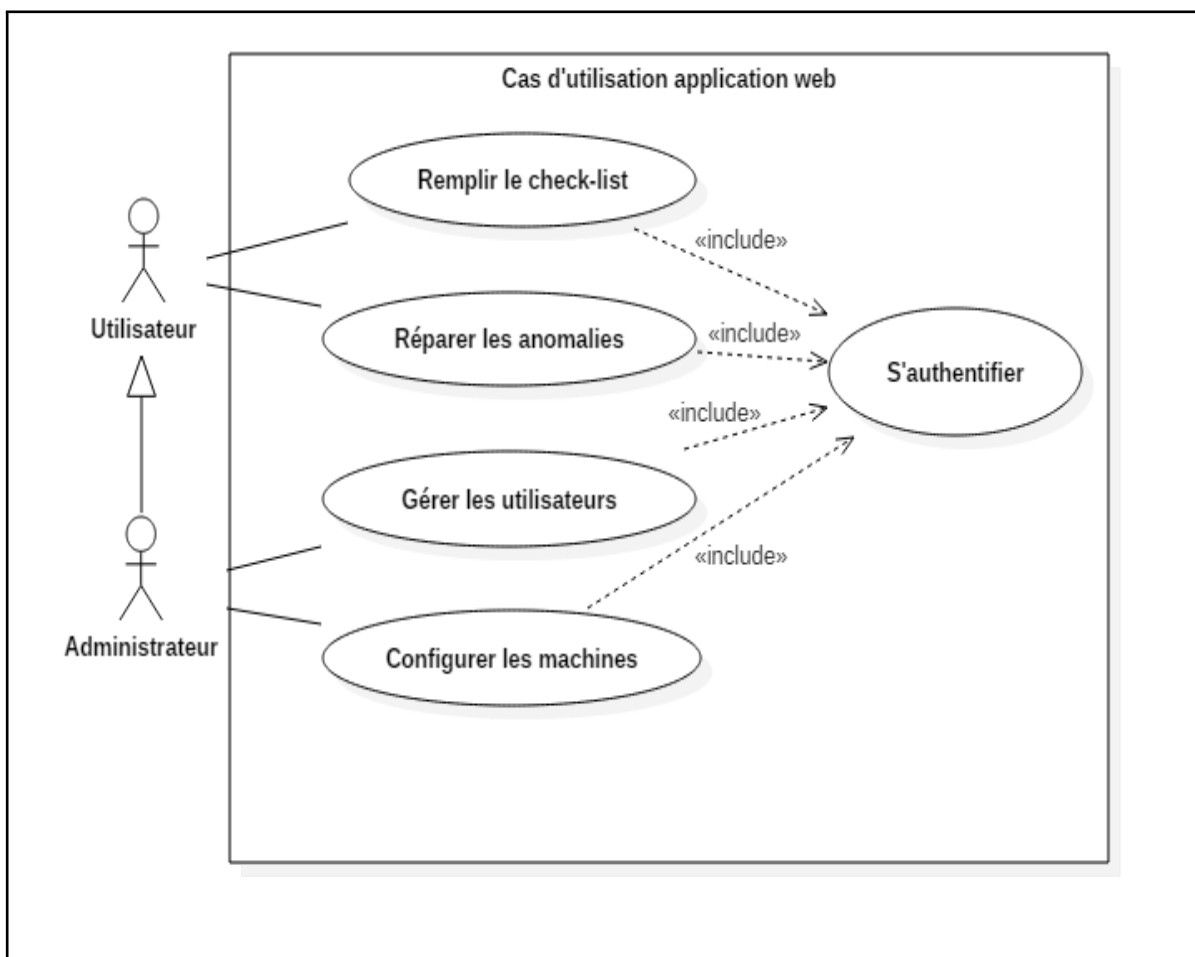 Cas d'utilisation application web
Remplir le check-list
«include»
Utilisateur
Réparer les anomalies
«include»
S'authentifier
«include»
Gérer les utilisateurs
«include»
Administrateur
Configurer les machines